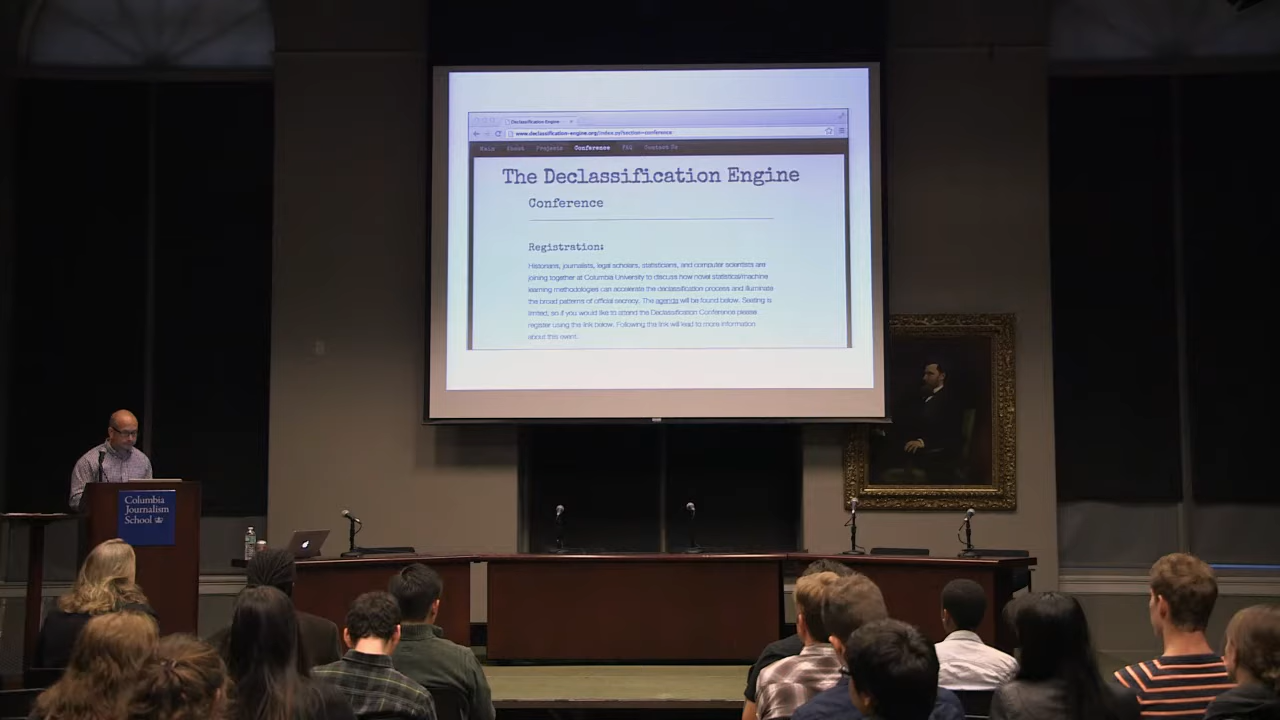 Declassification Engine
www.declassification-engine.org/index.py?section=conference
Main About Projects Conference FAQ Contact Us
The Declassification Engine
Conference
Registration:
Historians, journalists, legal scholars, statisticians, and computer scientists are
joining together at Columbia University to discuss how novel statistical/machine
learning methodologies can accelerate the declassification process and illuminate
the broad patterns of official secrecy. The agenda will be found below. Seating is
limited, so if you would like to attend the Declassification Conference please
register using the link below. Following the link will lead to more information
about this event.
Columbia
Journalism
School